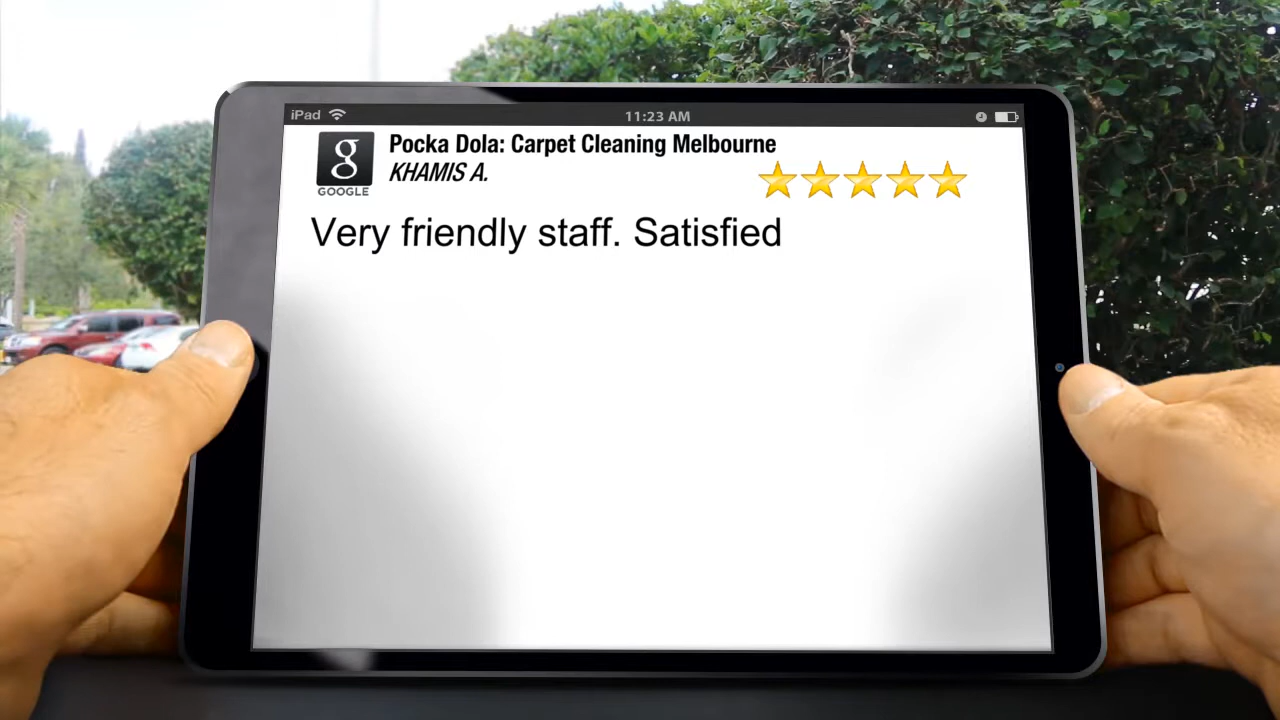 iPad
11:23 AM
g
GOOGLE
Pocka Dola: Carpet Cleaning Melbourne
KHAMIS A.
Very friendly staff. Satisfied